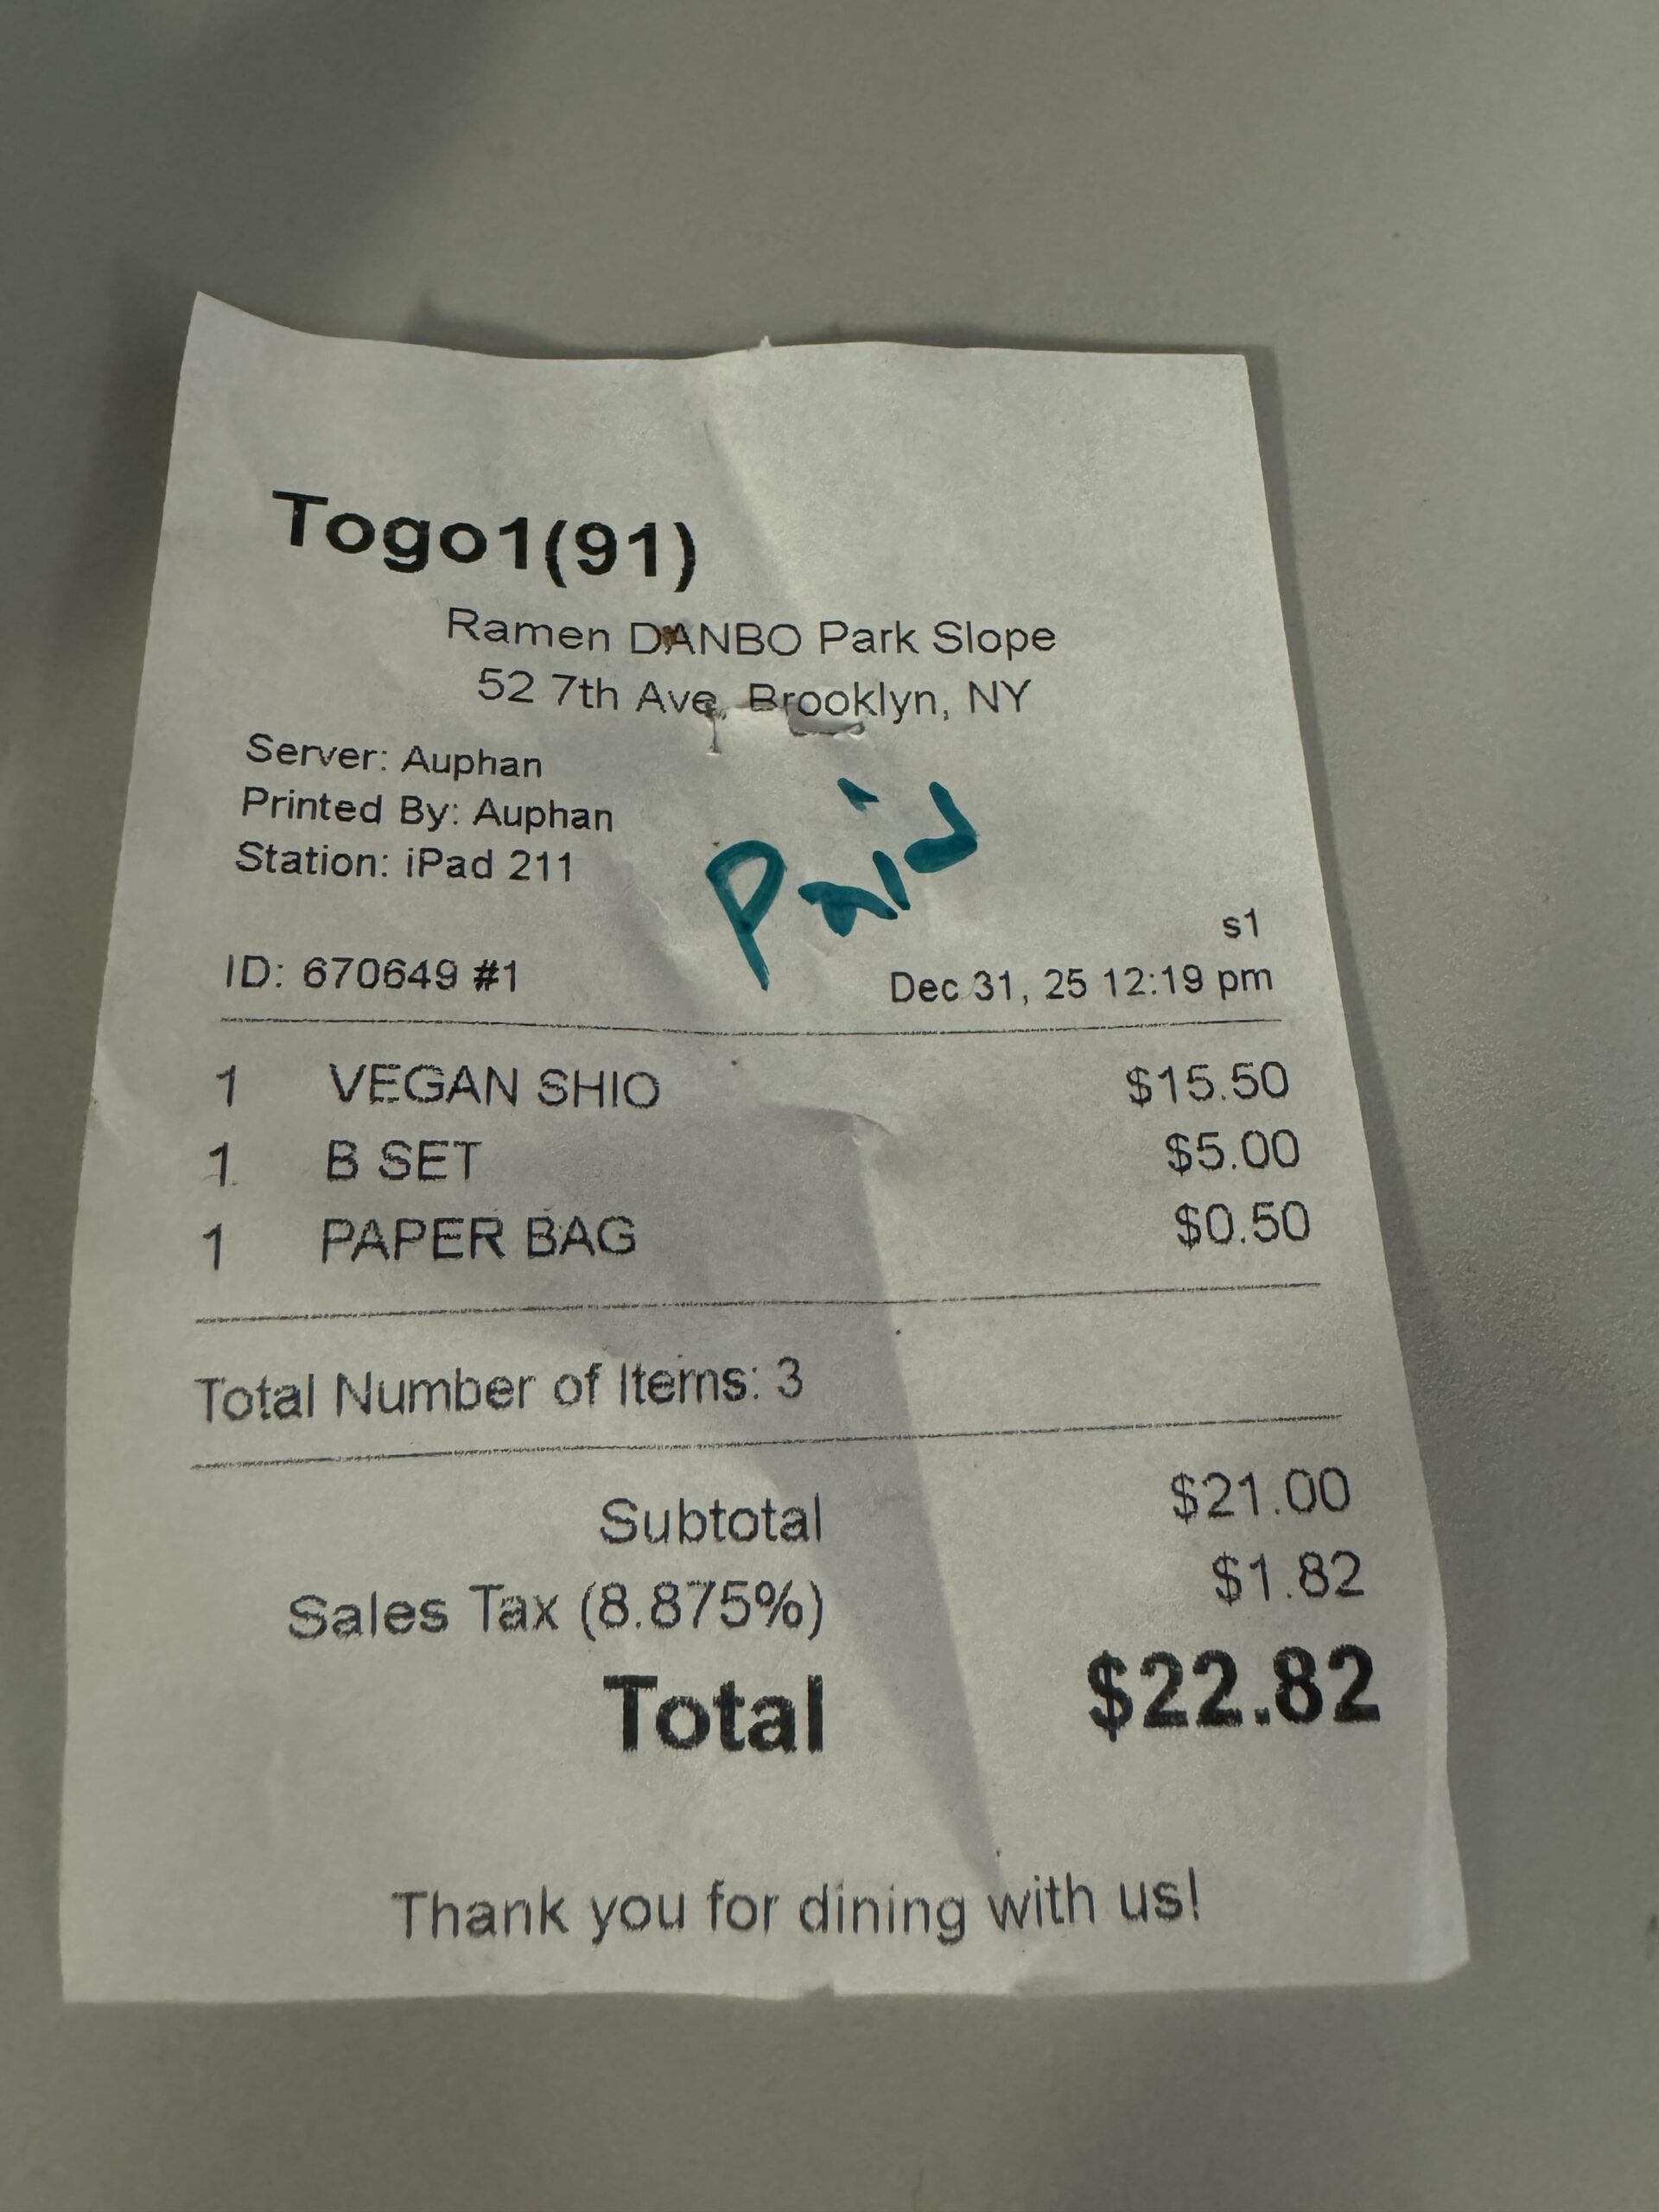 Togo1(91)
Ramen DANBO Park Slope
52 7th Ave, Brooklyn, NY
Server: Auphan
Printed By: Auphan
Station: iPad 211
Paid
s1
ID: 670649 #1 Dec 31, 25 12:19 pm
1 VEGAN SHIO $15.50
1 B SET $5.00
1 PAPER BAG $0.50
Total Number of Items: 3
Subtotal $21.00
Sales Tax (8.875%) $1.82
Total $22.82
Thank you for dining with us!